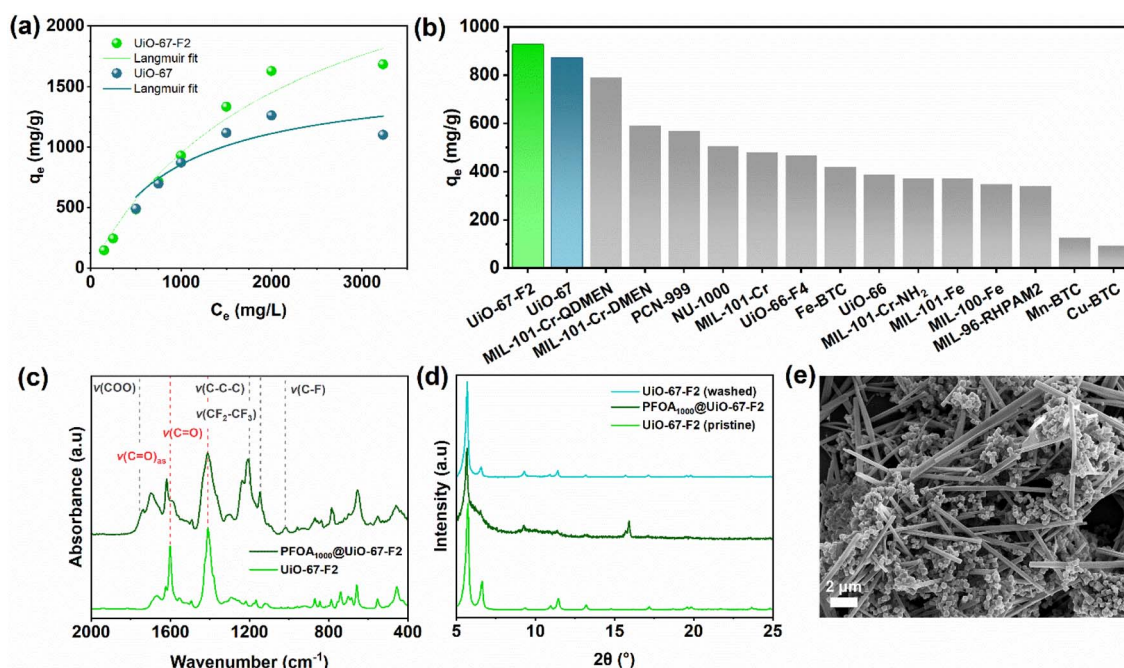 (a)
2000
1500
1000
500
0
qe (mg/g)
UiO-67-F2
Langmuir fit
UiO-67
Langmuir fit
0 1000 2000 3000
Ce (mg/L)
(b)
1000
800
600
400
200
0
qe (mg/g)
UiO-67-F2
UiO-67
MIL-101-Cr-QDMEN
MIL-101-Cr-DMEN
PCN-999
NU-1000
MIL-101-Cr
UiO-66-F4
Fe-BTC
UiO-66
MIL-101-Cr-NH2
MIL-101-Fe
MIL-100-Fe
MIL-96-RHPAM2
Mn-BTC
Cu-BTC
(c)
ν(COO) ν(C-C-C) ν(C-F)
ν(CF2-CF3)
ν(C=O)
ν(C=O)as
Absorbance (a.u)
PFOA1000@UiO-67-F2
UiO-67-F2
2000 1600 1200 800 400
Wavenumber (cm-1)
(d)
UiO-67-F2 (washed)
PFOA1000@UiO-67-F2
UiO-67-F2 (pristine)
Intensity (a.u)
5 10 15 20 25
2θ (°)
(e)
2 μm